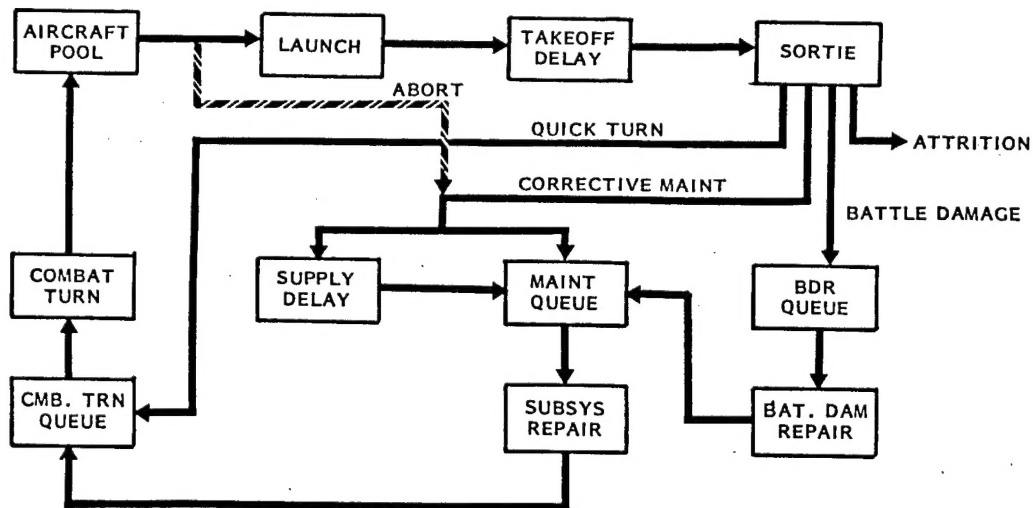 AIRCRAFT
POOL
LAUNCH
TAKEOFF
DELAY
SORTIE
ABORT
QUICK TURN
ATTRITION
CORRECTIVE MAINT
BATTLE DAMAGE
COMBAT
TURN
SUPPLY
DELAY
MAINT
QUEUE
BDR
QUEUE
CMB. TRN
QUEUE
SUBSYS
REPAIR
BAT. DAM
REPAIR